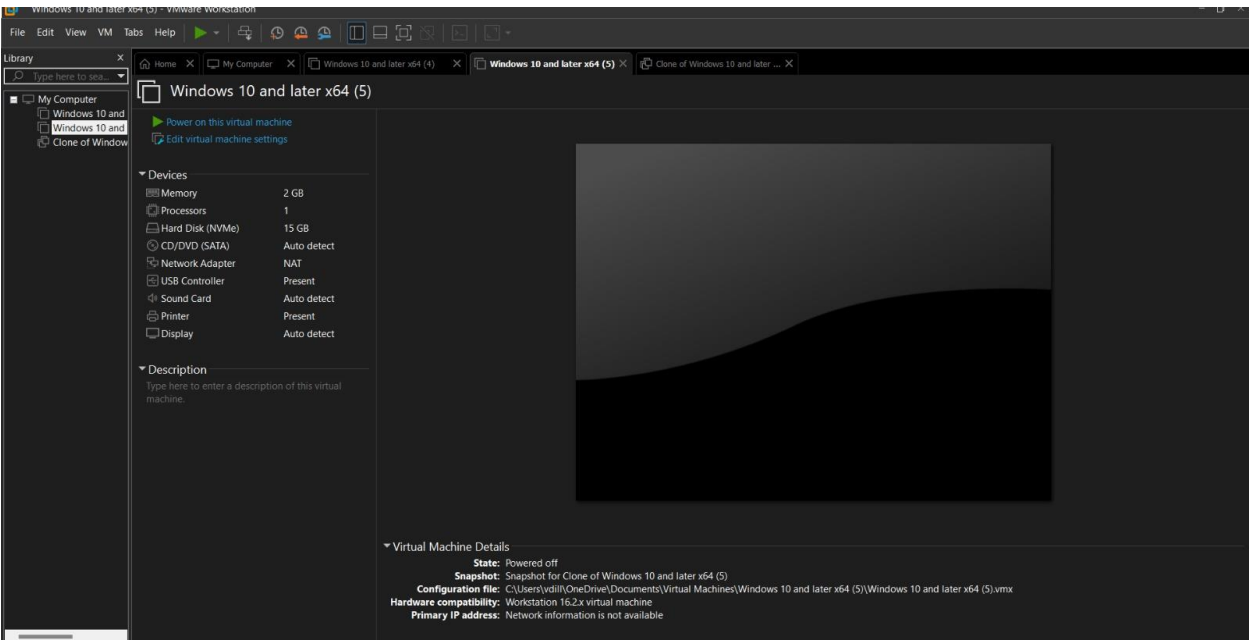 Windows 10 and later x64 (5) - VMware Workstation
File Edit View VM Tabs Help
Library X
Type here to sea...
My Computer
Windows 10 and
Windows 10 and
Clone of Window
Home My Computer Windows 10 and later x64 (4) Windows 10 and later x64 (5) Clone of Windows 10 and later ...
Windows 10 and later x64 (5)
Power on this virtual machine
Edit virtual machine settings
Devices
Memory 2 GB
Processors 1
Hard Disk (NVMe) 15 GB
CD/DVD (SATA) Auto detect
Network Adapter NAT
USB Controller Present
Sound Card Auto detect
Printer Present
Display Auto detect
Description
Type here to enter a description of this virtual
machine.
Virtual Machine Details
State: Powered off
Snapshot: Snapshot for Clone of Windows 10 and later x64 (5)
Configuration file: C:\Users\vdill\OneDrive\Documents\Virtual Machines\Windows 10 and later x64 (5)\Windows 10 and later x64 (5).vmx
Hardware compatibility: Workstation 16.2.x virtual machine
Primary IP address: Network information is not available